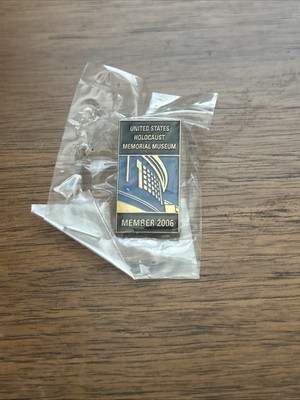 UNITED STATES
HOLOCAUST
MEMORIAL MUSEUM
MEMBER 2006